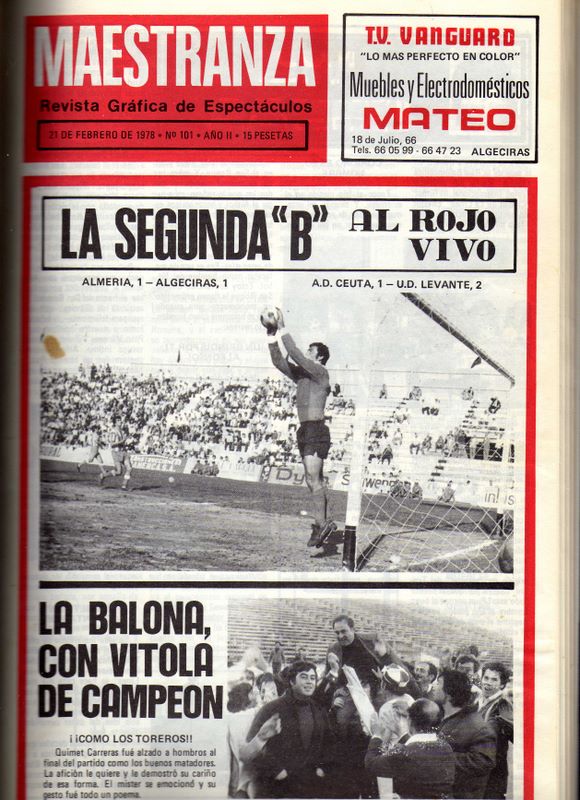 MAESTRANZA
Revista Gráfica de Espectáculos
21 DE FEBRERO DE 1978 • Nº 101 • AÑO II • 15 PESETAS
T.V. VANGUARD
"LO MAS PERFECTO EN COLOR"
Muebles y Electrodomésticos
MATEO
18 de Julio, 66
Tels. 66 05 99 - 66 47 23 ALGECIRAS
LA SEGUNDA "B" AL ROJO
VIVO
ALMERIA, 1 – ALGECIRAS, 1
A.D. CEUTA, 1 – U.D. LEVANTE, 2
LA BALONA,
CON VITOLA
DE CAMPEON
¡¡COMO LOS TOREROS!!
Quimet Carreras fué alzado a hombros al
final del partido como los buenos matadores.
La afición le quiere y le demostró su cariño
de esa forma. El mister se emocionó y su
gesto fué todo un poema.